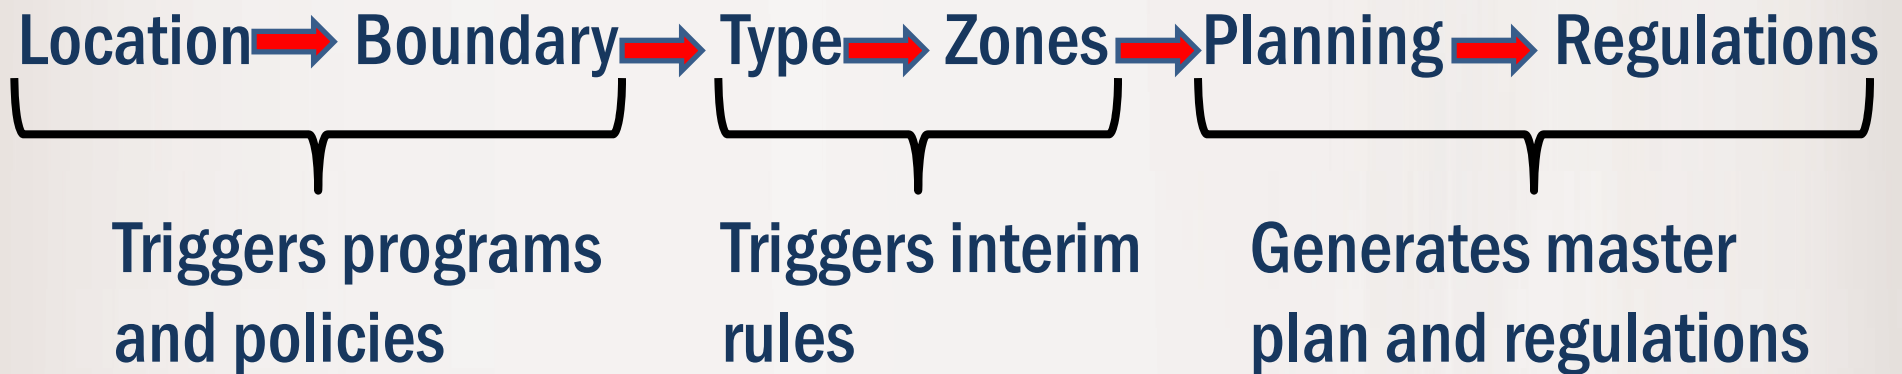 Location Boundary Type Zones Planning Regulations
Triggers programs
and policies
Triggers interim
rules
Generates master
plan and regulations